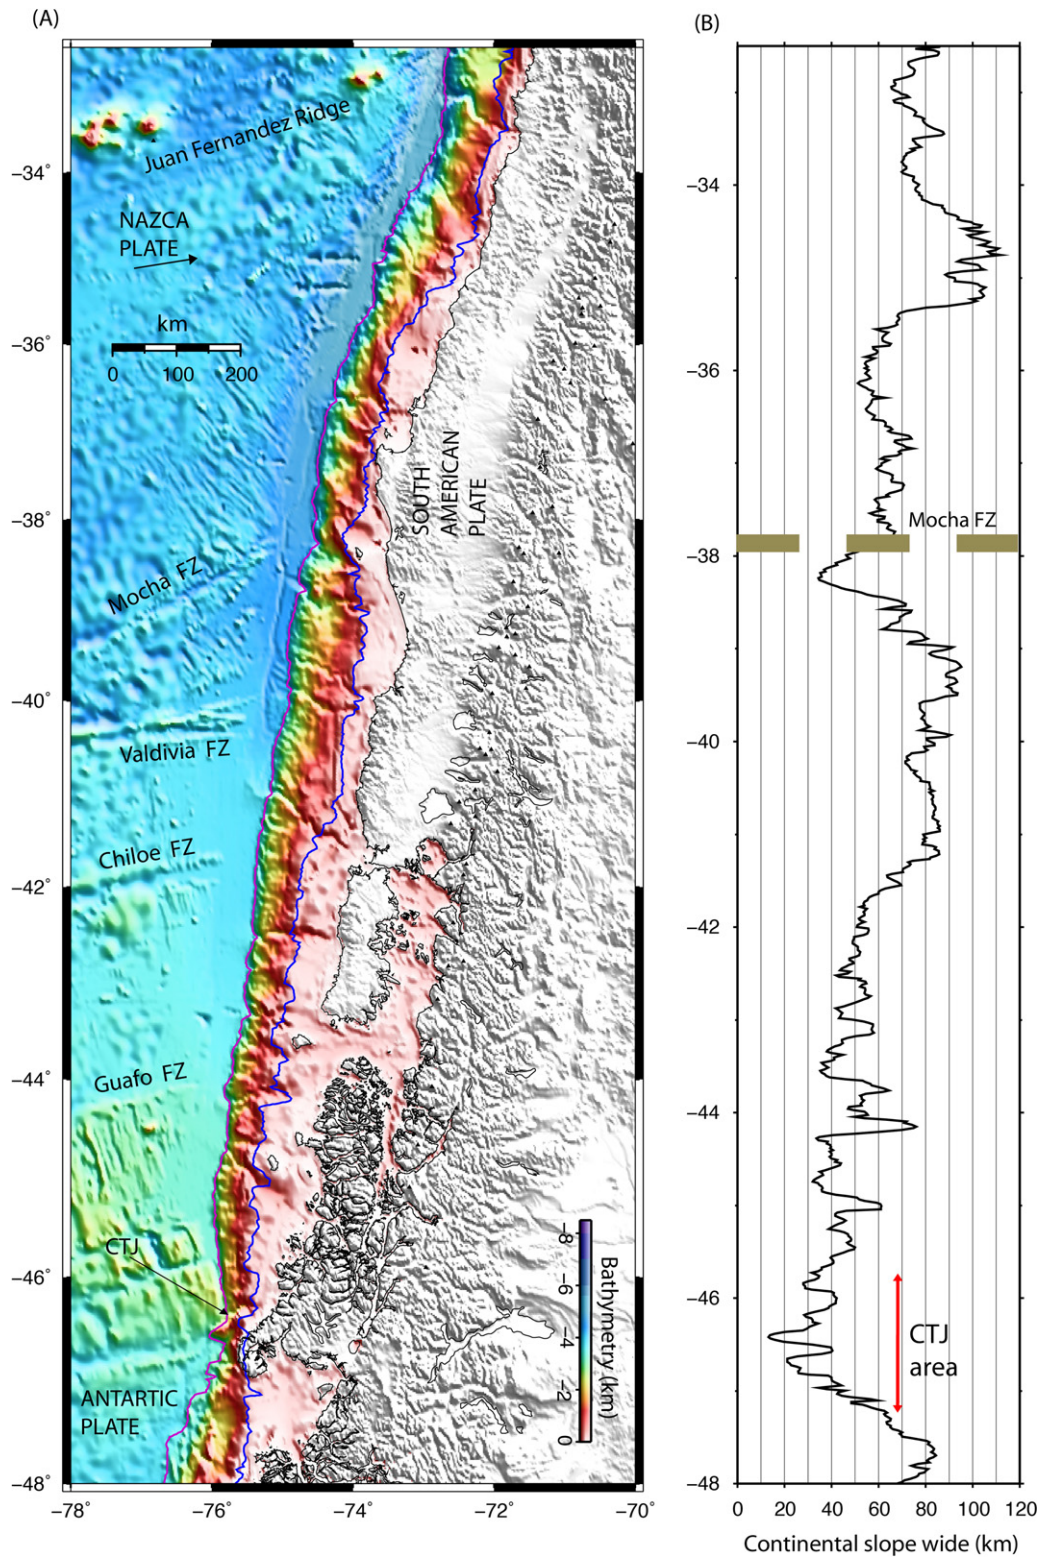 (A)
(B)
Juan Fernandez Ridge
NAZCA
PLATE
km
0 100 200
SOUTH
AMERICAN
PLATE
Mocha FZ
Valdivia FZ
Chiloe FZ
Guafo FZ
CTJ
ANTARTIC
PLATE
Bathymetry (km)
−8
−6
−4
−2
0
−34°
−36°
−38°
−40°
−42°
−44°
−46°
−48°
−78° −76° −74° −72° −70°
−34
−36
−38
−40
−42
−44
−46
−48
Mocha FZ
CTJ
area
0 20 40 60 80 100 120
Continental slope wide (km)